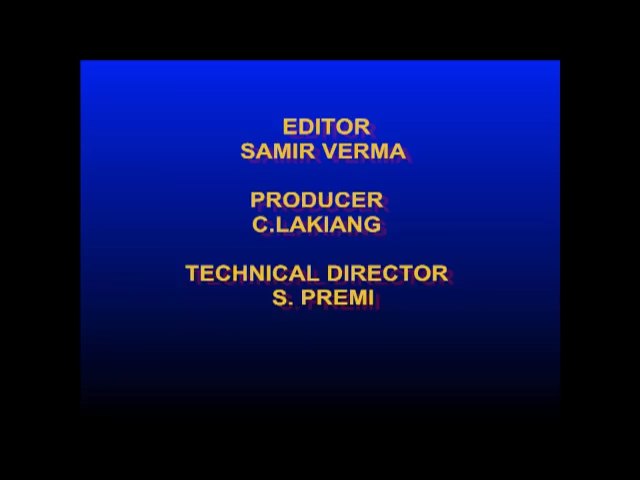 EDITOR
SAMIR VERMA
PRODUCER
C.LAKIANG
TECHNICAL DIRECTOR
S. PREMI